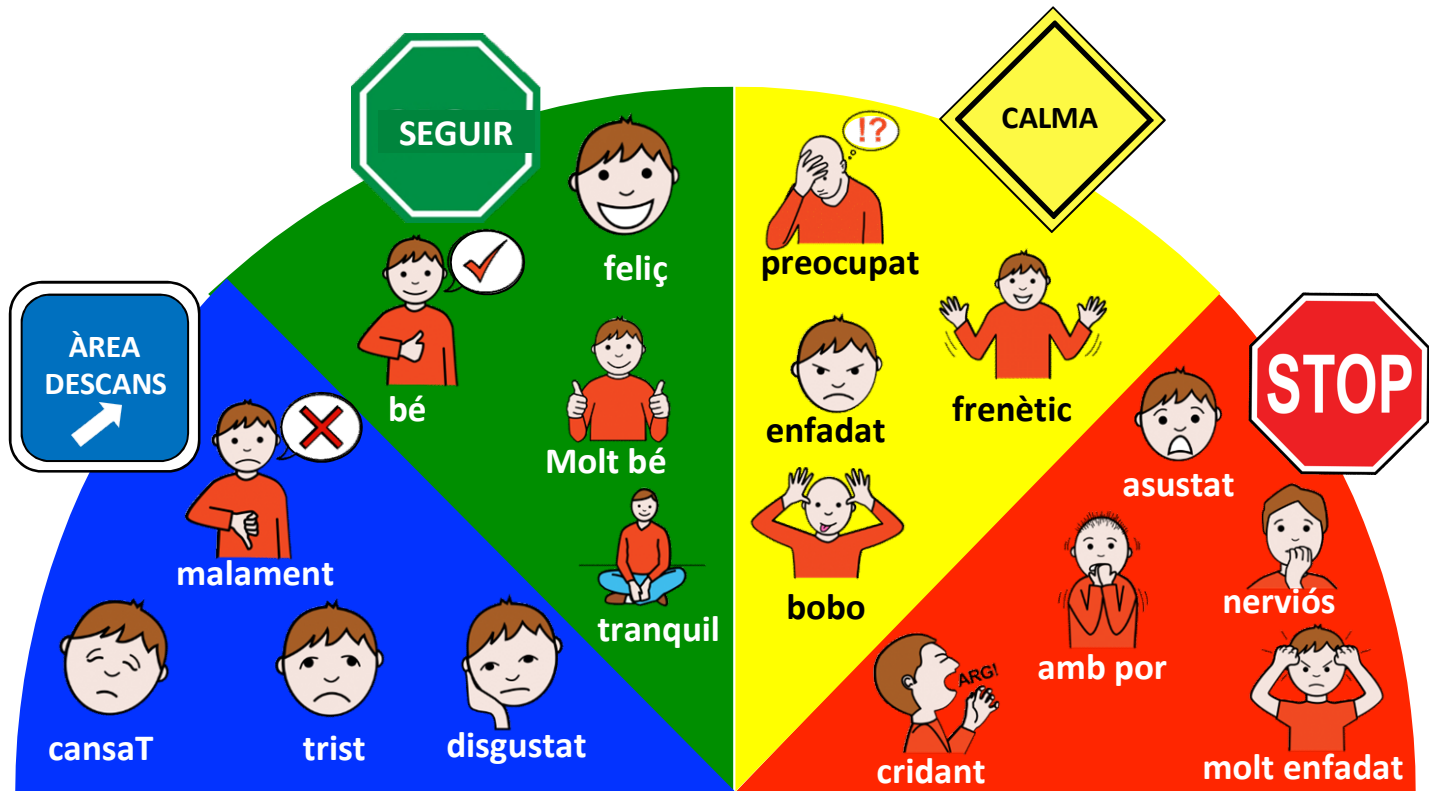 SEGUIR
CALMA
!?
feliç
preocupat
ÀREA
DESCANS
STOP
bé
frenètic
enfadat
Molt bé
asustat
malament
bobo
nerviós
tranquil
amb por
ARG!
cansaT
trist
disgustat
cridant
molt enfadat